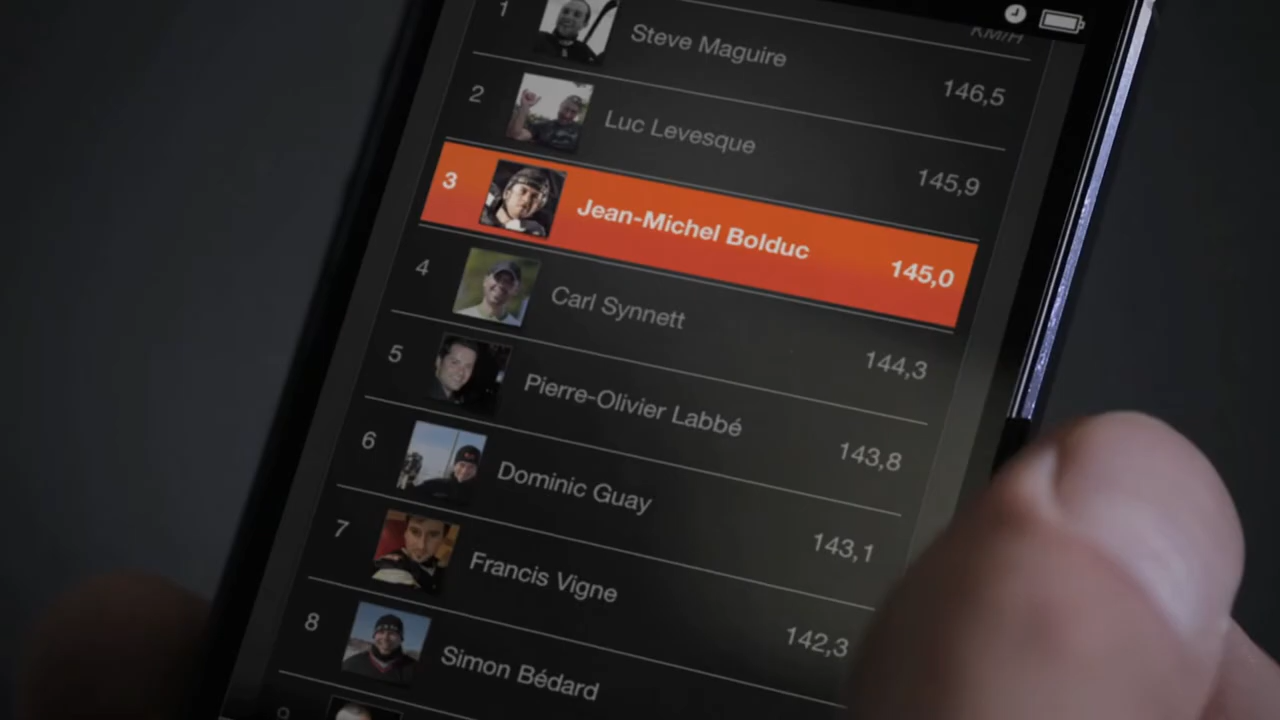 KM/H
1 Steve Maguire 146,5
2 Luc Levesque 145,9
3 Jean-Michel Bolduc 145,0
4 Carl Synnett 144,3
5 Pierre-Olivier Labbé 143,8
6 Dominic Guay 143,1
7 Francis Vigne 142,3
8 Simon Bédard
9